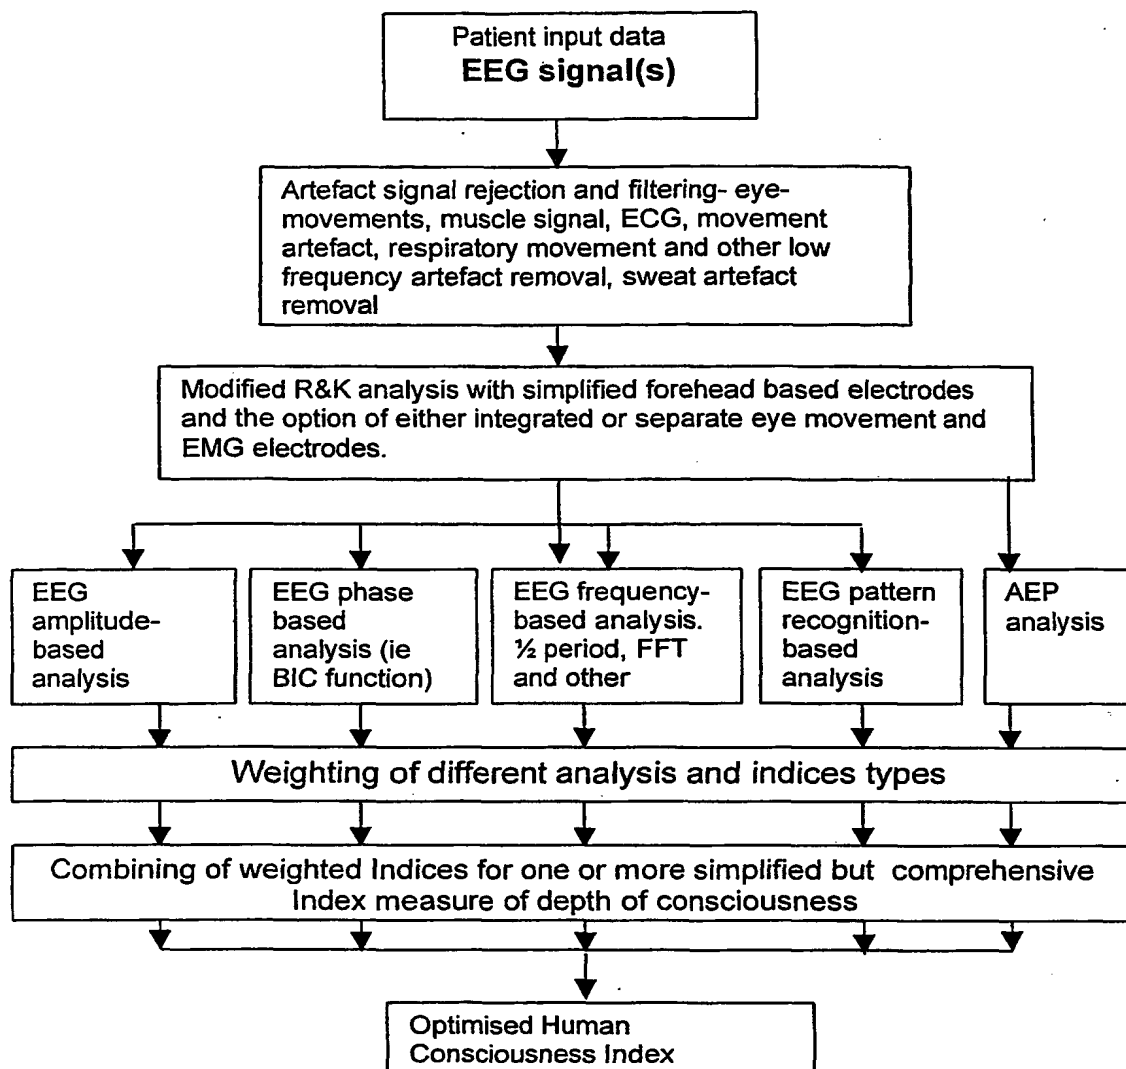 Patient input data
EEG signal(s)
Artefact signal rejection and filtering- eye-
movements, muscle signal, ECG, movement
artefact, respiratory movement and other low
frequency artefact removal, sweat artefact
removal
Modified R&K analysis with simplified forehead based electrodes
and the option of either integrated or separate eye movement and
EMG electrodes.
EEG
amplitude-
based
analysis
EEG phase
based
analysis (ie
BIC function)
EEG frequency-
based analysis.
½ period, FFT
and other
EEG pattern
recognition-
based
analysis
AEP
analysis
Weighting of different analysis and indices types
Combining of weighted Indices for one or more simplified but comprehensive
Index measure of depth of consciousness
Optimised Human
Consciousness Index